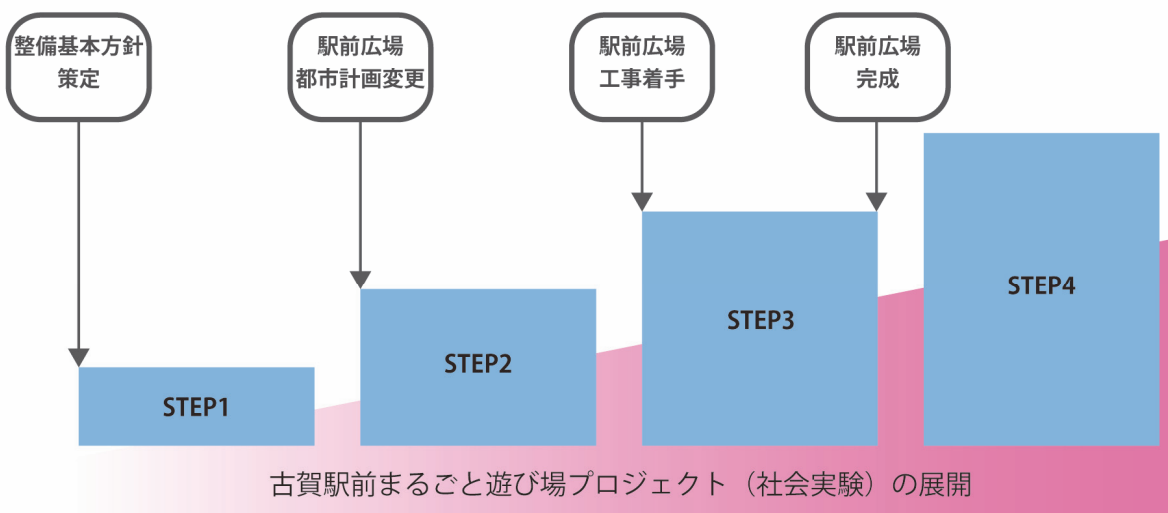 整備基本方針
策定
駅前広場
都市計画変更
駅前広場
工事着手
駅前広場
完成
STEP1
STEP2
STEP3
STEP4
古賀駅前まるごと遊び場プロジェクト（社会実験）の展開